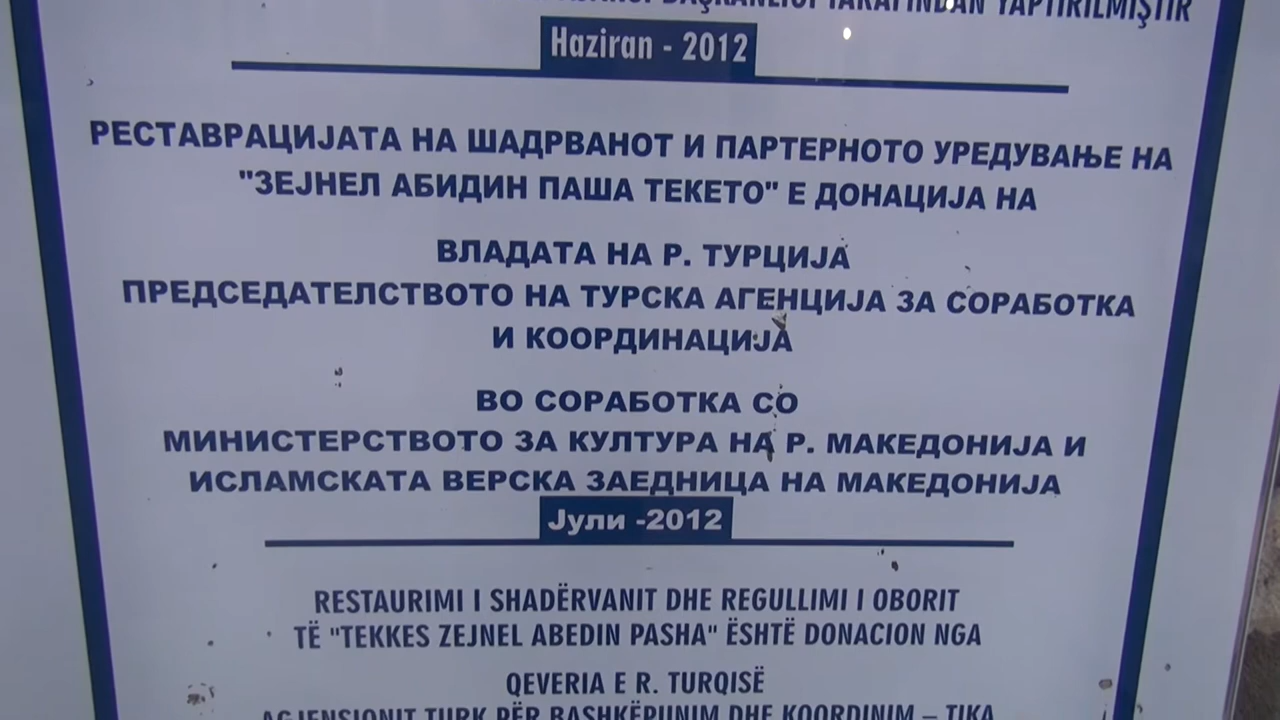 TARAFINDAN YAPTIRILMIŞTIR
Haziran - 2012
РЕСТАВРАЦИЈАТА НА ШАДРВАНОТ И ПАРТЕРНОТО УРЕДУВАЊЕ НА
"ЗЕЈНЕЛ АБИДИН ПАША ТЕКЕТО" Е ДОНАЦИЈА НА
ВЛАДАТА НА Р. ТУРЦИЈА
ПРЕДСЕДАТЕЛСТВОТО НА ТУРСКА АГЕНЦИЈА ЗА СОРАБОТКА
И КООРДИНАЦИЈА
ВО СОРАБОТКА СО
МИНИСТЕРСТВОТО ЗА КУЛТУРА НА Р. МАКЕДОНИЈА И
ИСЛАМСКАТА ВЕРСКА ЗАЕДНИЦА НА МАКЕДОНИЈА
Јули -2012
RESTAURIMI I SHADËRVANIT DHE REGULLIMI I OBORIT
TË "TEKKES ZEJNEL ABEDIN PASHA" ËSHTË DONACION NGA
QEVERIA E R. TURQISË
AGJENSIONIT TURK PËR BASHKËPUNIM DHE KOORDINIM – TIKA